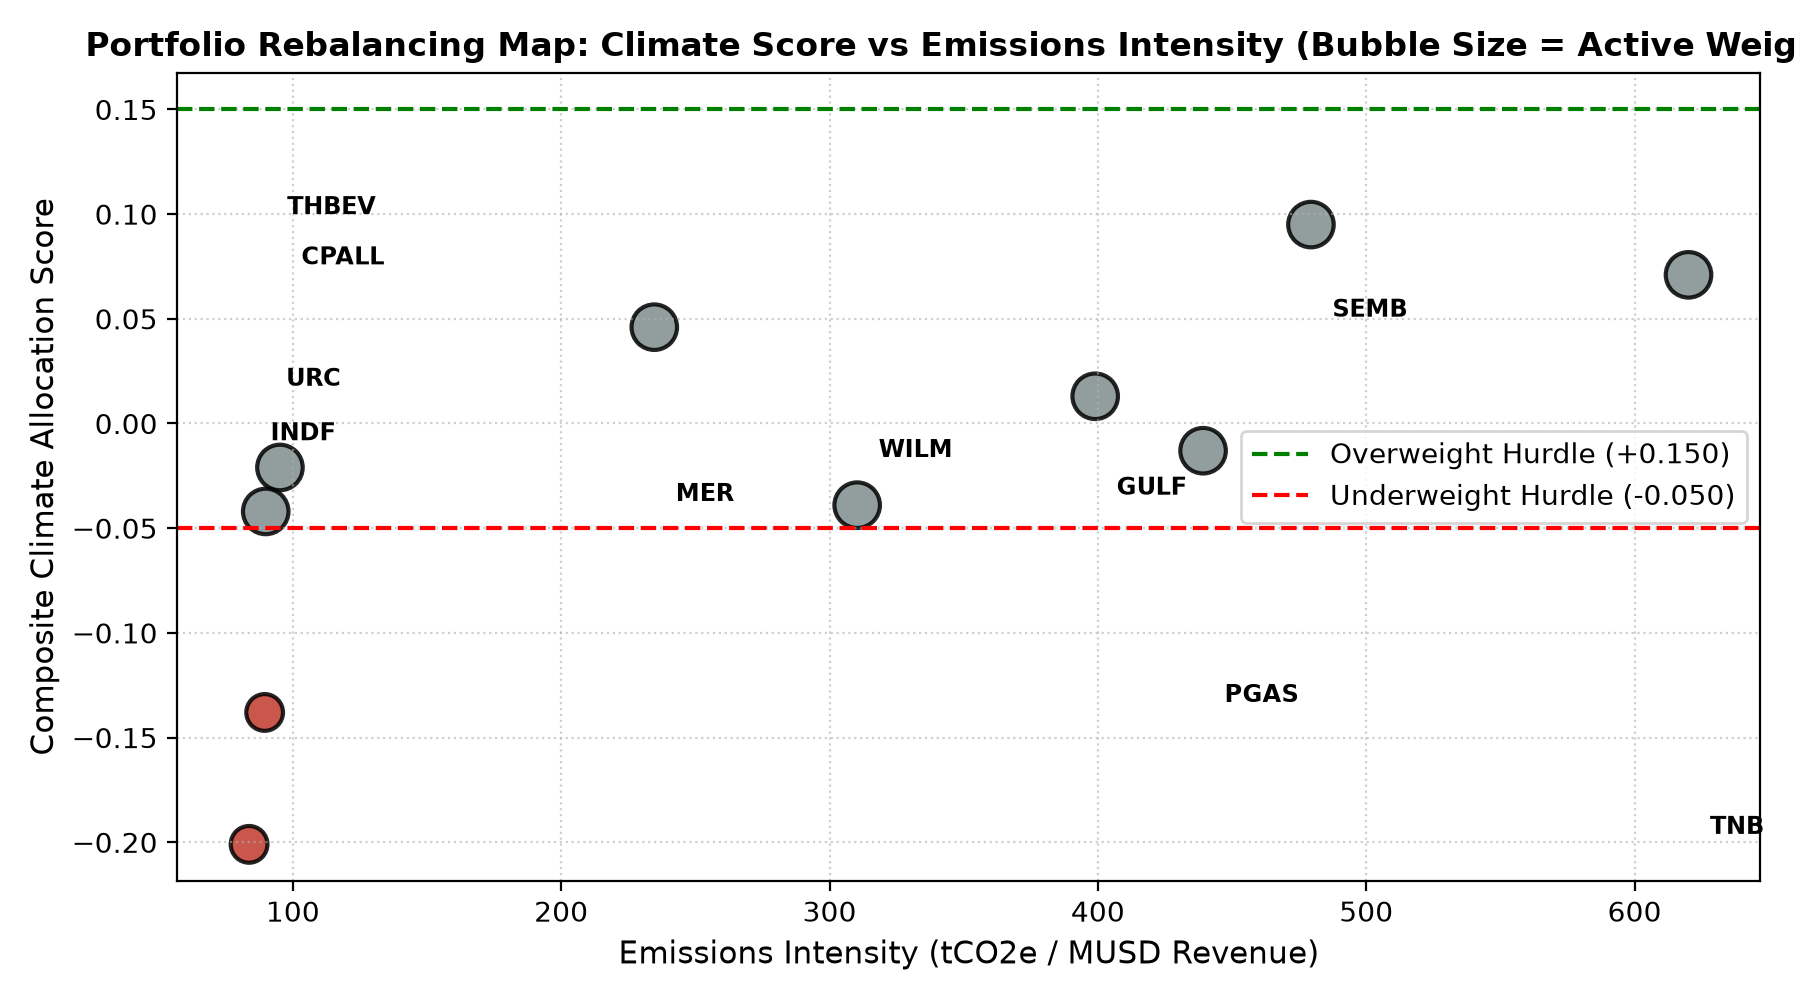 Portfolio Rebalancing Map: Climate Score vs Emissions Intensity (Bubble Size = Active Weig
Composite Climate Allocation Score
0.15
0.10
0.05
0.00
−0.05
−0.10
−0.15
−0.20
THBEV
CPALL
SEMB
URC
INDF
WILM
MER
GULF
PGAS
TNB
Overweight Hurdle (+0.150)
Underweight Hurdle (-0.050)
100
200
300
400
500
600
Emissions Intensity (tCO2e / MUSD Revenue)